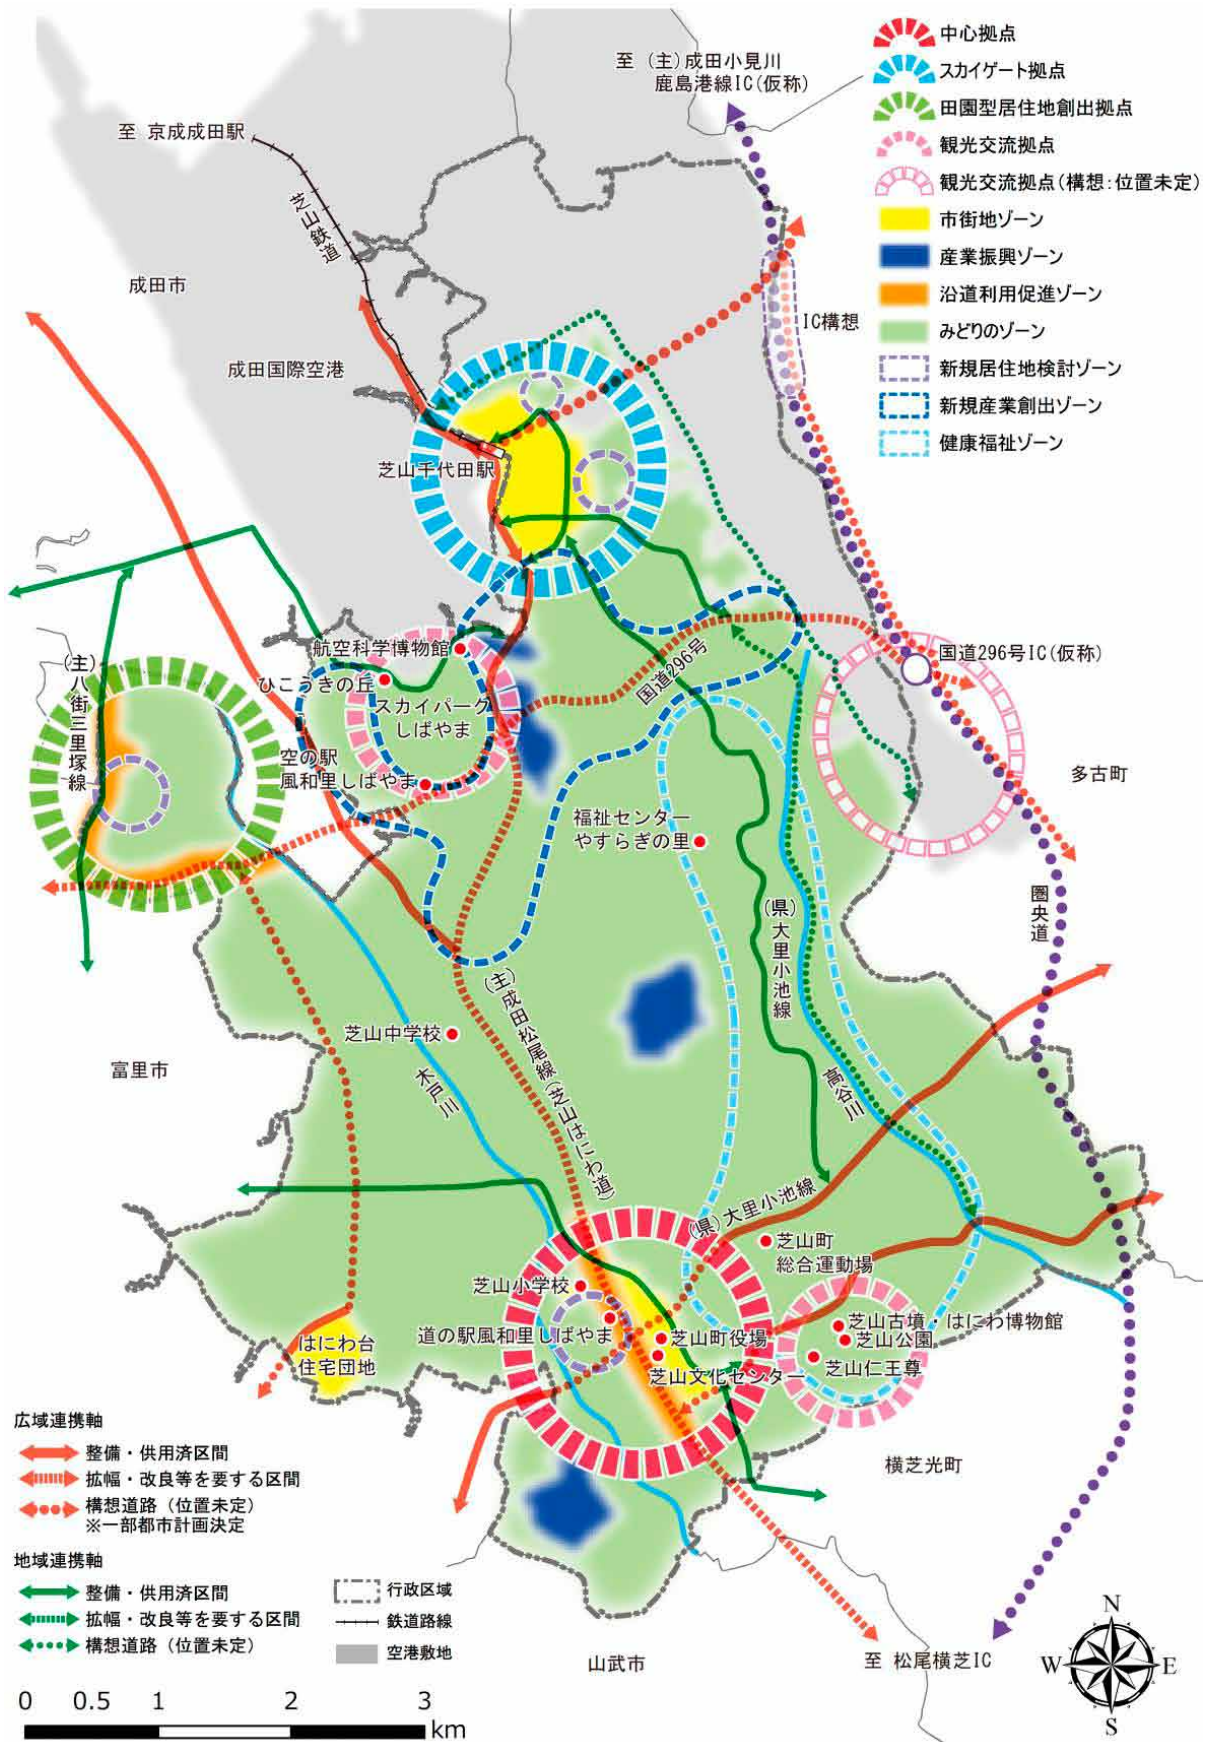 中心拠点
スカイゲート拠点
田園型居住地創出拠点
観光交流拠点
観光交流拠点(構想:位置未定)
市街地ゾーン
産業振興ゾーン
沿道利用促進ゾーン
みどりのゾーン
新規居住地検討ゾーン
新規産業創出ゾーン
健康福祉ゾーン
至 (主)成田小見川
鹿島港線IC(仮称)
至 京成成田駅
芝山鉄道
成田市
成田国際空港
IC構想
芝山千代田駅
航空科学博物館
ひこうきの丘
スカイパーク
しばやま
空の駅
風和里しばやま
(主)八街三里塚線
国道296号
国道296号IC(仮称)
多古町
福祉センター
やすらぎの里
(県)大里小池線
圏央道
芝山中学校
(主)成田松尾線(芝山はにわ道)
富里市
木戸川
高谷川
(県)大里小池線
芝山町
総合運動場
芝山小学校
道の駅風和里しばやま
芝山町役場
芝山文化センター
芝山古墳・はにわ博物館
芝山公園
芝山仁王尊
はにわ台
住宅団地
横芝光町
山武市
至 松尾横芝IC
広域連携軸
整備・供用済区間
拡幅・改良等を要する区間
構想道路(位置未定)
※一部都市計画決定
地域連携軸
整備・供用済区間
拡幅・改良等を要する区間
構想道路(位置未定)
行政区域
鉄道路線
空港敷地
0 0.5 1 2 3
km
N
W E
S